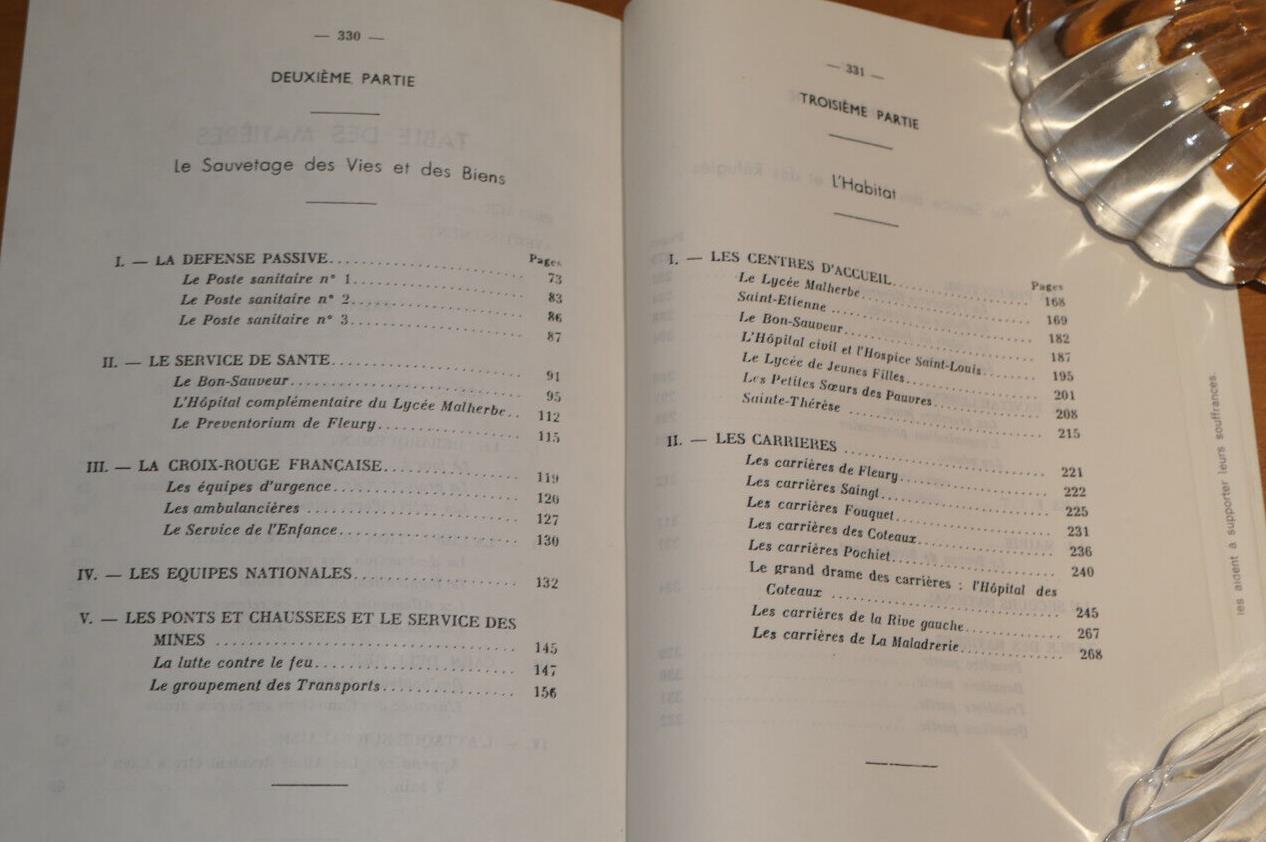 — 330 —
DEUXIÈME PARTIE
Le Sauvetage des Vies et des Biens
Pages
I. — LA DEFENSE PASSIVE.......... 73
Le Poste sanitaire n° 1.......... 83
Le Poste sanitaire n° 2.......... 86
Le Poste sanitaire n° 3.......... 87
II. — LE SERVICE DE SANTE.......... 91
Le Bon-Sauveur.......... 95
L'Hôpital complémentaire du Lycée Malherbe.. 112
Le Preventorium de Fleury.......... 115
III. — LA CROIX-ROUGE FRANÇAISE.......... 119
Les équipes d'urgence.......... 120
Les ambulancières .......... 127
Le Service de l'Enfance.......... 130
IV. — LES EQUIPES NATIONALES.......... 132
V. — LES PONTS ET CHAUSSEES ET LE SERVICE DES
MINES .......... 145
La lutte contre le feu.......... 147
Le groupement des Transports.......... 156
— 331 —
TROISIÈME PARTIE
L'Habitat
Pages
I. — LES CENTRES D'ACCUEIL.......... 168
Le Lycée Malherbe.......... 169
Saint-Etienne .......... 182
Le Bon-Sauveur.......... 187
L'Hôpital civil et l'Hospice Saint-Louis.......... 195
Le Lycée de Jeunes Filles.......... 201
Les Petites Sœurs des Pauvres.......... 208
Sainte-Thérèse .......... 215
II. — LES CARRIERES .......... 221
Les carrières de Fleury.......... 222
Les carrières Saingt.......... 225
Les carrières Fouquet.......... 231
Les carrières des Coteaux.......... 236
Les carrières Pochiet.......... 240
Le grand drame des carrières : l'Hôpital des
Coteaux .......... 245
Les carrières de la Rive gauche.......... 267
Les carrières de La Maladrerie.......... 268
les aident à supporter leurs souffrances.